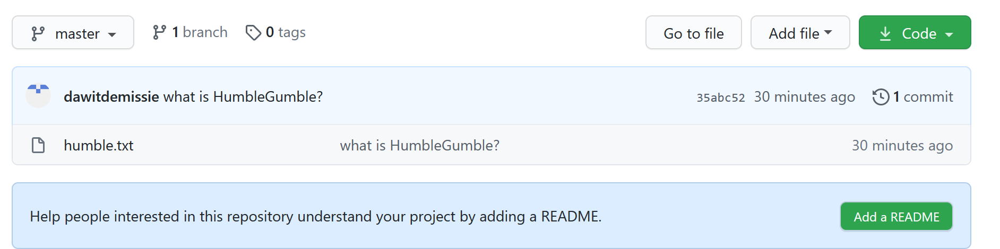 master 1 branch 0 tags Go to file Add file Code
dawitdemissie what is HumbleGumble? 35abc52 30 minutes ago 1 commit
humble.txt what is HumbleGumble? 30 minutes ago
Help people interested in this repository understand your project by adding a README. Add a README